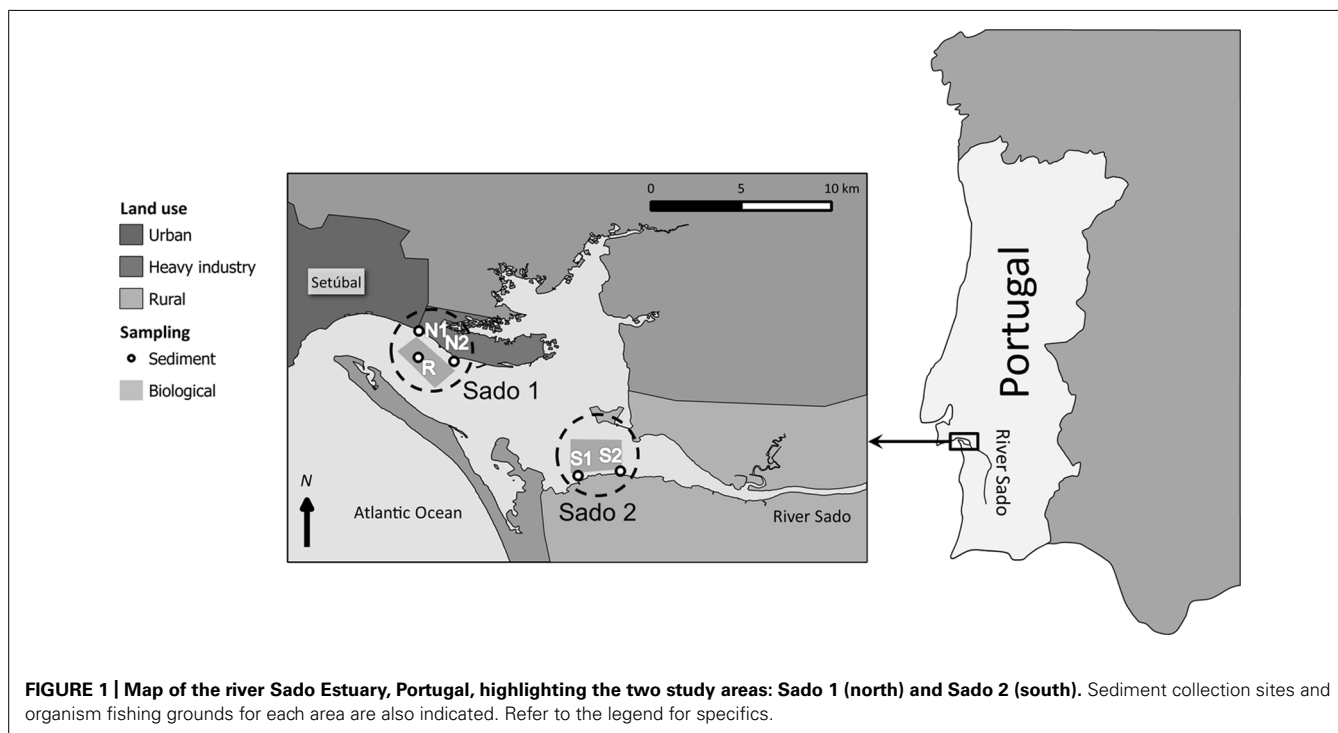 Land use
Urban
Heavy industry
Rural
Sampling
Sediment
Biological
0 5 10 km
Setúbal
N1
N2
R
Sado 1
S1 S2
Sado 2
N
Atlantic Ocean
River Sado
Portugal
River Sado
FIGURE 1 | Map of the river Sado Estuary, Portugal, highlighting the two study areas: Sado 1 (north) and Sado 2 (south). Sediment collection sites and
organism fishing grounds for each area are also indicated. Refer to the legend for specifics.